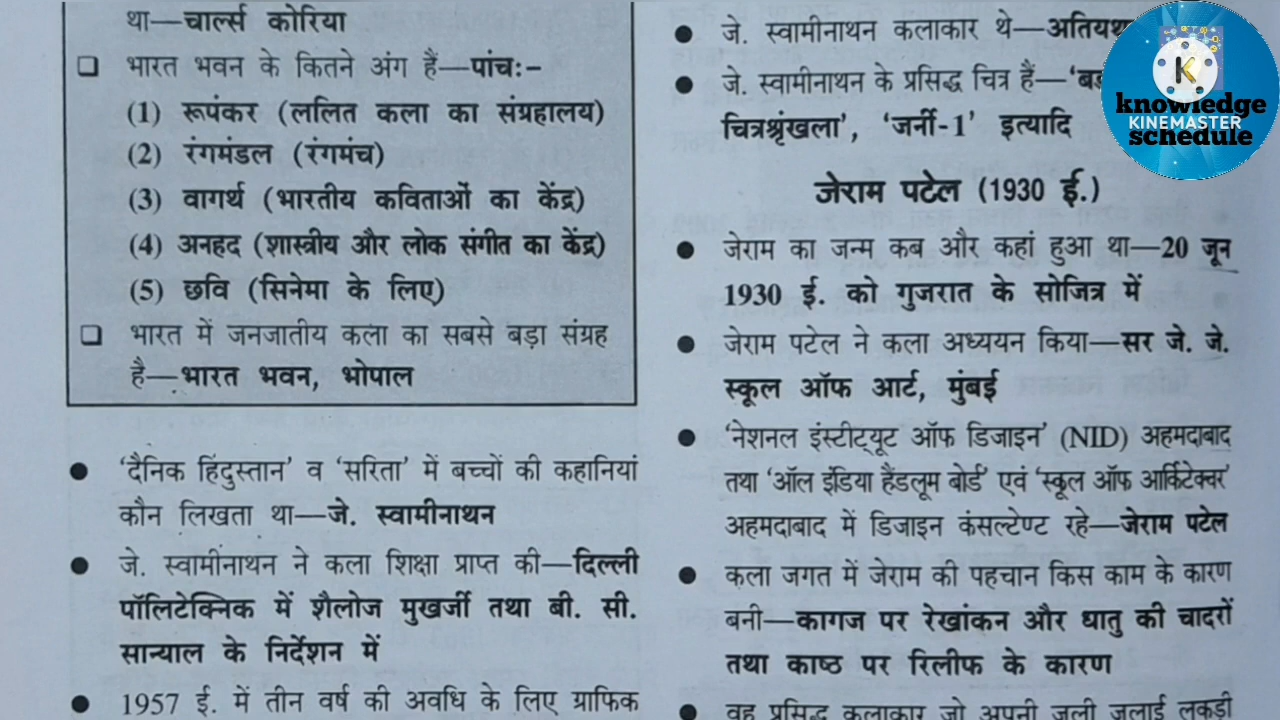 था—चार्ल्स कोरिया
❑ भारत भवन के कितने अंग हैं—पांचः-
(1) रूपंकर (ललित कला का संग्रहालय)
(2) रंगमंडल (रंगमंच)
(3) वागर्थ (भारतीय कविताओं का केंद्र)
(4) अनहद (शास्त्रीय और लोक संगीत का केंद्र)
(5) छवि (सिनेमा के लिए)
❑ भारत में जनजातीय कला का सबसे बड़ा संग्रह
है—भारत भवन, भोपाल
● 'दैनिक हिंदुस्तान' व 'सरिता' में बच्चों की कहानियां
कौन लिखता था—जे. स्वामीनाथन
● जे. स्वामीनाथन ने कला शिक्षा प्राप्त की—दिल्ली
पॉलिटेक्निक में शैलोज मुखर्जी तथा बी. सी.
सान्याल के निर्देशन में
● 1957 ई. में तीन वर्ष की अवधि के लिए ग्राफिक
● जे. स्वामीनाथन कलाकार थे—
● जे. स्वामीनाथन के प्रसिद्ध चित्र हैं—
चित्रश्रृंखला', 'जर्नी-1' इत्यादि
जेराम पटेल (1930 ई.)
● जेराम का जन्म कब और कहां हुआ था—20 जून
1930 ई. को गुजरात के सोजित्र में
● जेराम पटेल ने कला अध्ययन किया—सर जे. जे.
स्कूल ऑफ आर्ट, मुंबई
● 'नेशनल इंस्टीट्यूट ऑफ डिजाइन' (NID) अहमदाबाद
तथा 'ऑल इंडिया हैंडलूम बोर्ड' एवं 'स्कूल ऑफ आर्किटेक्चर'
अहमदाबाद में डिजाइन कंसल्टेण्ट रहे—जेराम पटेल
● कला जगत में जेराम की पहचान किस काम के कारण
बनी—कागज पर रेखांकन और धातु की चादरों
तथा काष्ठ पर रिलीफ के कारण
● वह प्रसिद्ध कलाकार जो अपनी जली जलाई लकड़ी
K
knowledge
KINEMASTER
schedule